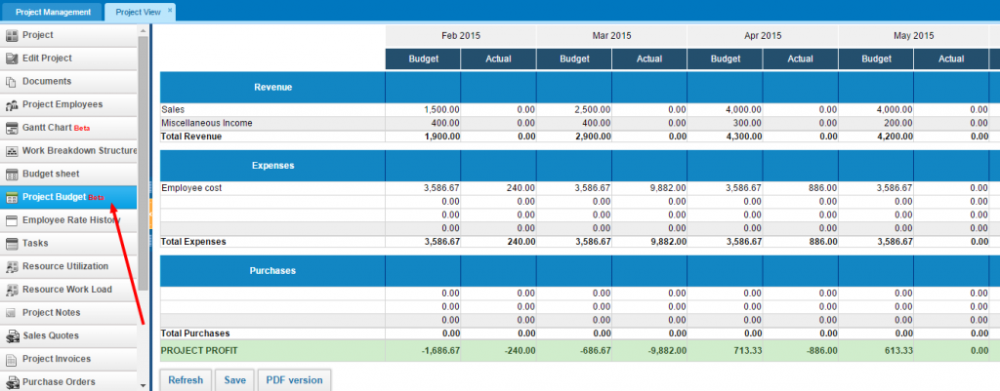 Project Management Project View ×
Project
Edit Project
Documents
Project Employees
Gantt Chart Beta
Work Breakdown Structure
Budget sheet
Project Budget Beta
Employee Rate History
Tasks
Resource Utilization
Resource Work Load
Project Notes
Sales Quotes
Project Invoices
Purchase Orders
Feb 2015 Mar 2015 Apr 2015 May 2015
Budget Actual Budget Actual Budget Actual Budget Actual
Revenue
Sales 1,500.00 0.00 2,500.00 0.00 4,000.00 0.00 4,000.00 0.00
Miscellaneous Income 400.00 0.00 400.00 0.00 300.00 0.00 200.00 0.00
Total Revenue 1,900.00 0.00 2,900.00 0.00 4,300.00 0.00 4,200.00 0.00
Expenses
Employee cost 3,586.67 240.00 3,586.67 9,882.00 3,586.67 886.00 3,586.67 0.00
0.00 0.00 0.00 0.00 0.00 0.00 0.00 0.00
0.00 0.00 0.00 0.00 0.00 0.00 0.00 0.00
0.00 0.00 0.00 0.00 0.00 0.00 0.00 0.00
Total Expenses 3,586.67 240.00 3,586.67 9,882.00 3,586.67 886.00 3,586.67 0.00
Purchases
0.00 0.00 0.00 0.00 0.00 0.00 0.00 0.00
0.00 0.00 0.00 0.00 0.00 0.00 0.00 0.00
0.00 0.00 0.00 0.00 0.00 0.00 0.00 0.00
Total Purchases 0.00 0.00 0.00 0.00 0.00 0.00 0.00 0.00
PROJECT PROFIT -1,686.67 -240.00 -686.67 -9,882.00 713.33 -886.00 613.33 0.00
Refresh Save PDF version